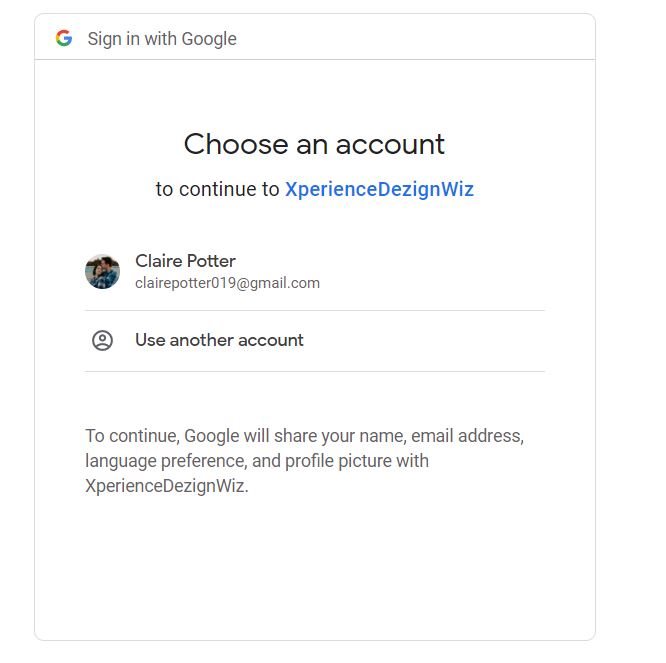 Sign in with Google
Choose an account
to continue to XperienceDezignWiz
Claire Potter
clairepotter019@gmail.com
Use another account
To continue, Google will share your name, email address,
language preference, and profile picture with
XperienceDezignWiz.